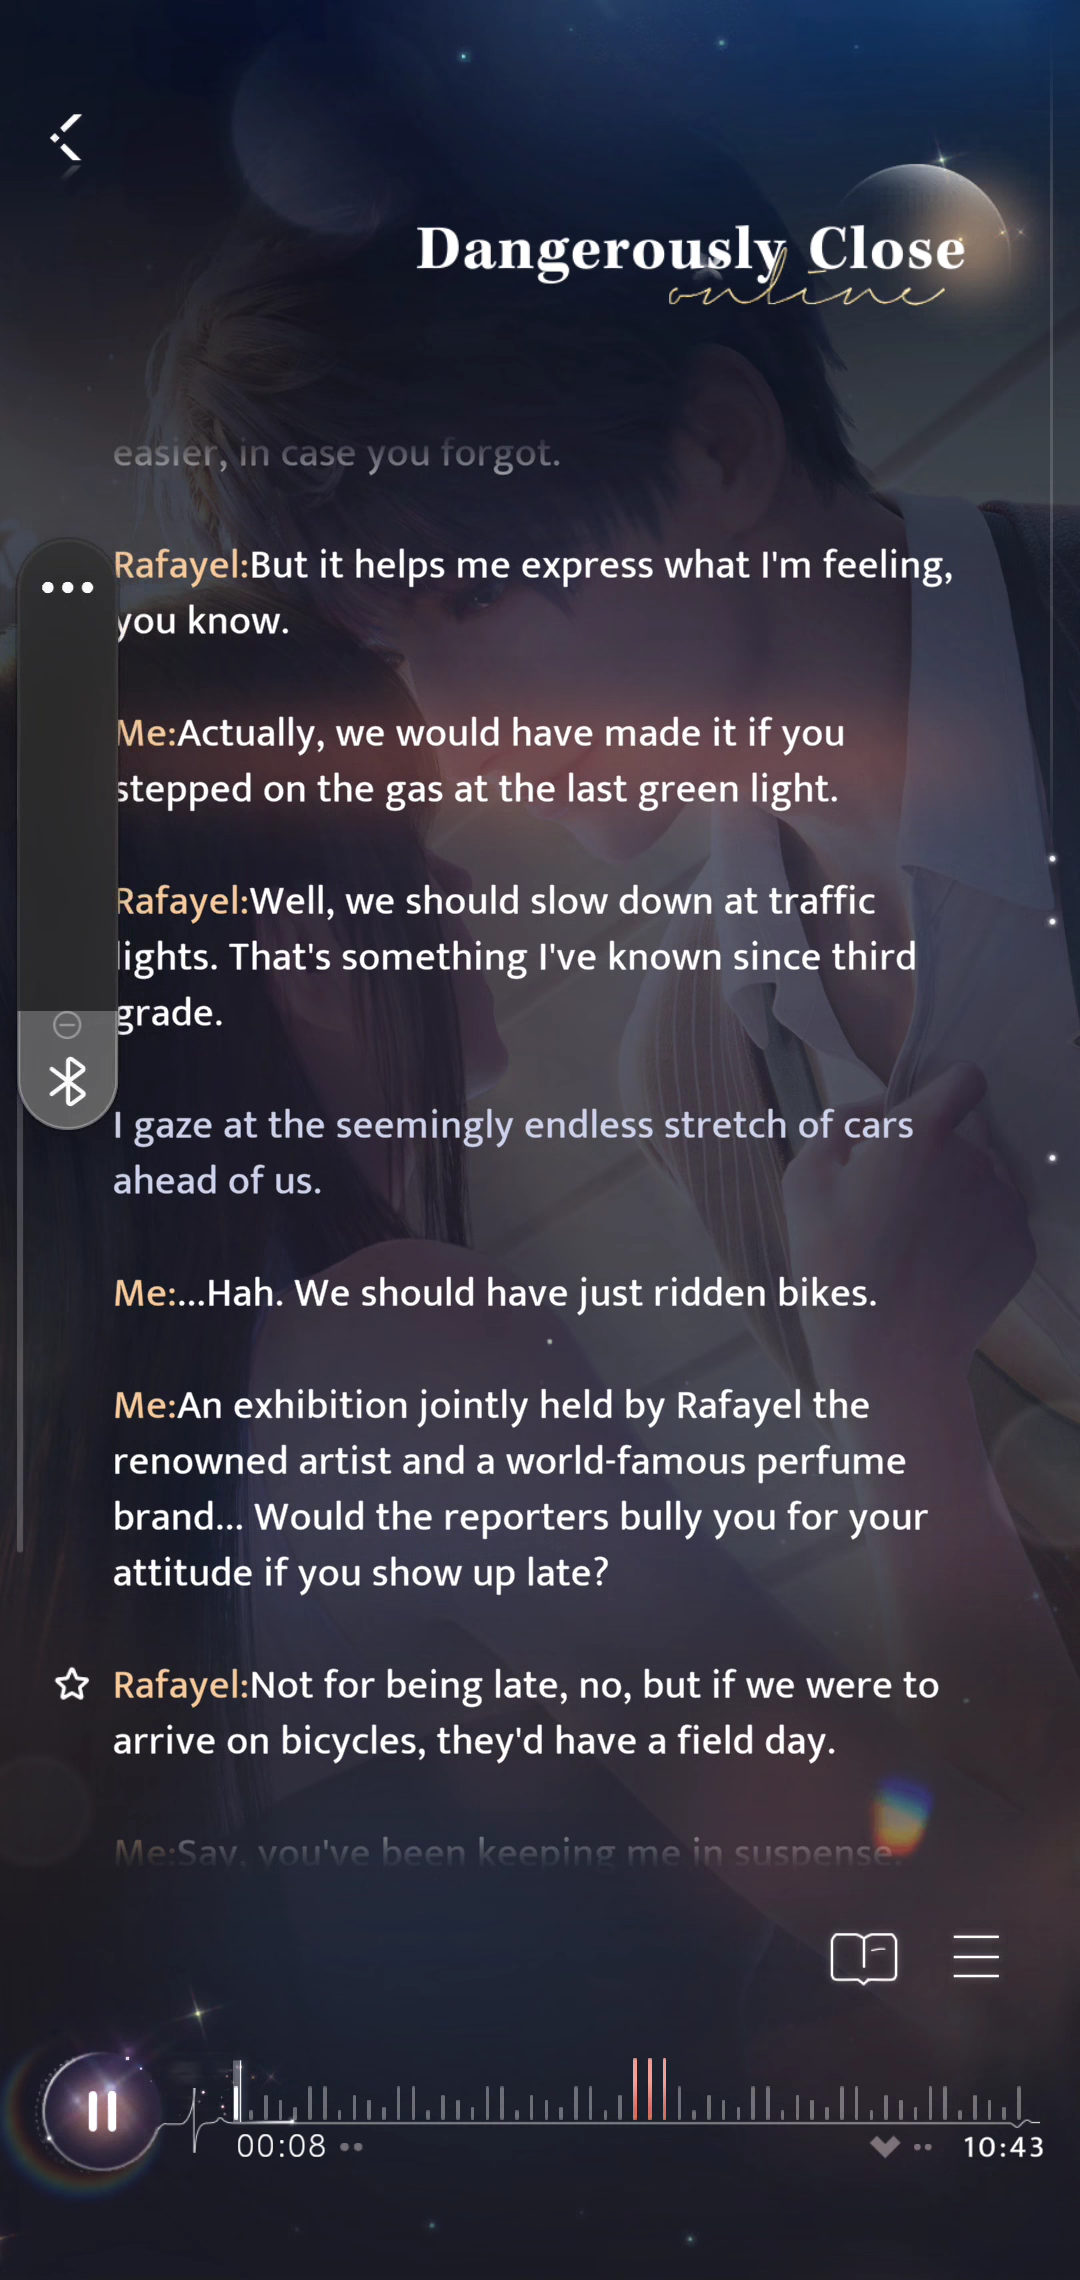 Dangerously Close
online
easier, in case you forgot.
Rafayel:But it helps me express what I'm feeling,
you know.
Me:Actually, we would have made it if you
stepped on the gas at the last green light.
Rafayel:Well, we should slow down at traffic
lights. That's something I've known since third
grade.
I gaze at the seemingly endless stretch of cars
ahead of us.
Me:...Hah. We should have just ridden bikes.
Me:An exhibition jointly held by Rafayel the
renowned artist and a world-famous perfume
brand... Would the reporters bully you for your
attitude if you show up late?
Rafayel:Not for being late, no, but if we were to
arrive on bicycles, they'd have a field day.
Me:Say, you've been keeping me in suspense.
00:08
10:43